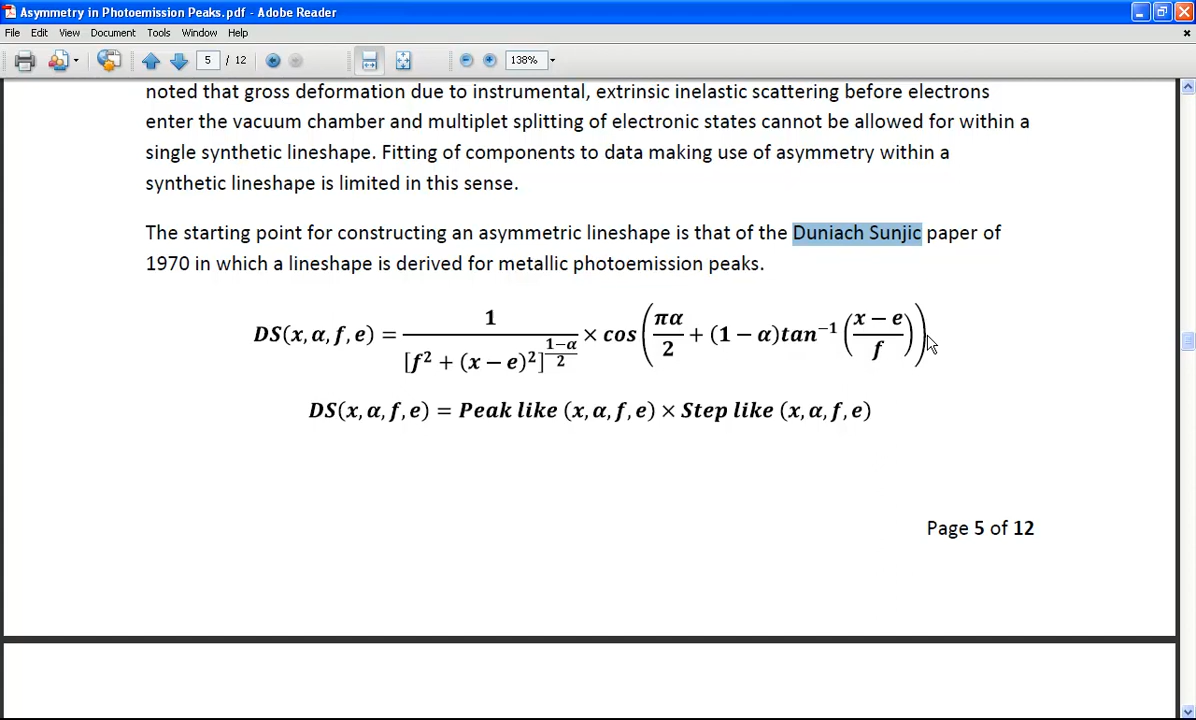 Asymmetry in Photoemission Peaks.pdf - Adobe Reader
File Edit View Document Tools Window Help
5 / 12 138%
noted that gross deformation due to instrumental, extrinsic inelastic scattering before electrons
enter the vacuum chamber and multiplet splitting of electronic states cannot be allowed for within a
single synthetic lineshape. Fitting of components to data making use of asymmetry within a
synthetic lineshape is limited in this sense.
The starting point for constructing an asymmetric lineshape is that of the Duniach Sunjic paper of
1970 in which a lineshape is derived for metallic photoemission peaks.
DS(x, α, f, e) = 1 / [f² + (x − e)²]^((1−α)/2) × cos(πα/2 + (1 − α)tan⁻¹((x − e)/f))
DS(x, α, f, e) = Peak like (x, α, f, e) × Step like (x, α, f, e)
Page 5 of 12